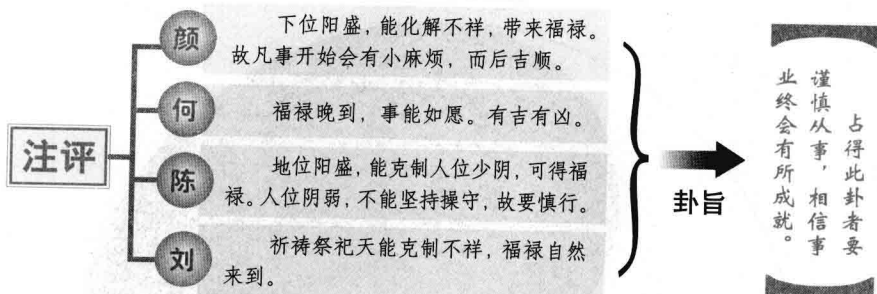 注评
颜
下位阳盛，能化解不祥，带来福禄。
故凡事开始会有小麻烦，而后吉顺。
何
福禄晚到，事能如愿。有吉有凶。
陈
地位阳盛，能克制人位少阴，可得福
禄。人位阴弱，不能坚持操守，故要慎行。
刘
祈祷祭祀天能克制不祥，福禄自然
来到。
卦旨
占得此卦者要
谨慎从事，相信事
业终会有所成就。